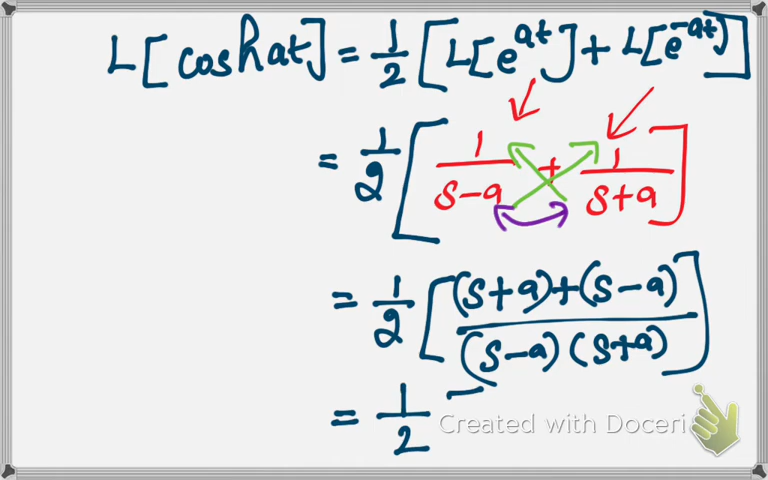 L[coshat] = 1/2 [L[e^at] + L[e^-at]]
= 1/2 [1/(s-a) + 1/(s+a)]
= 1/2 [(s+a)+(s-a)/(s-a)(s+a)]
= 1/2 [
Created with Doceri